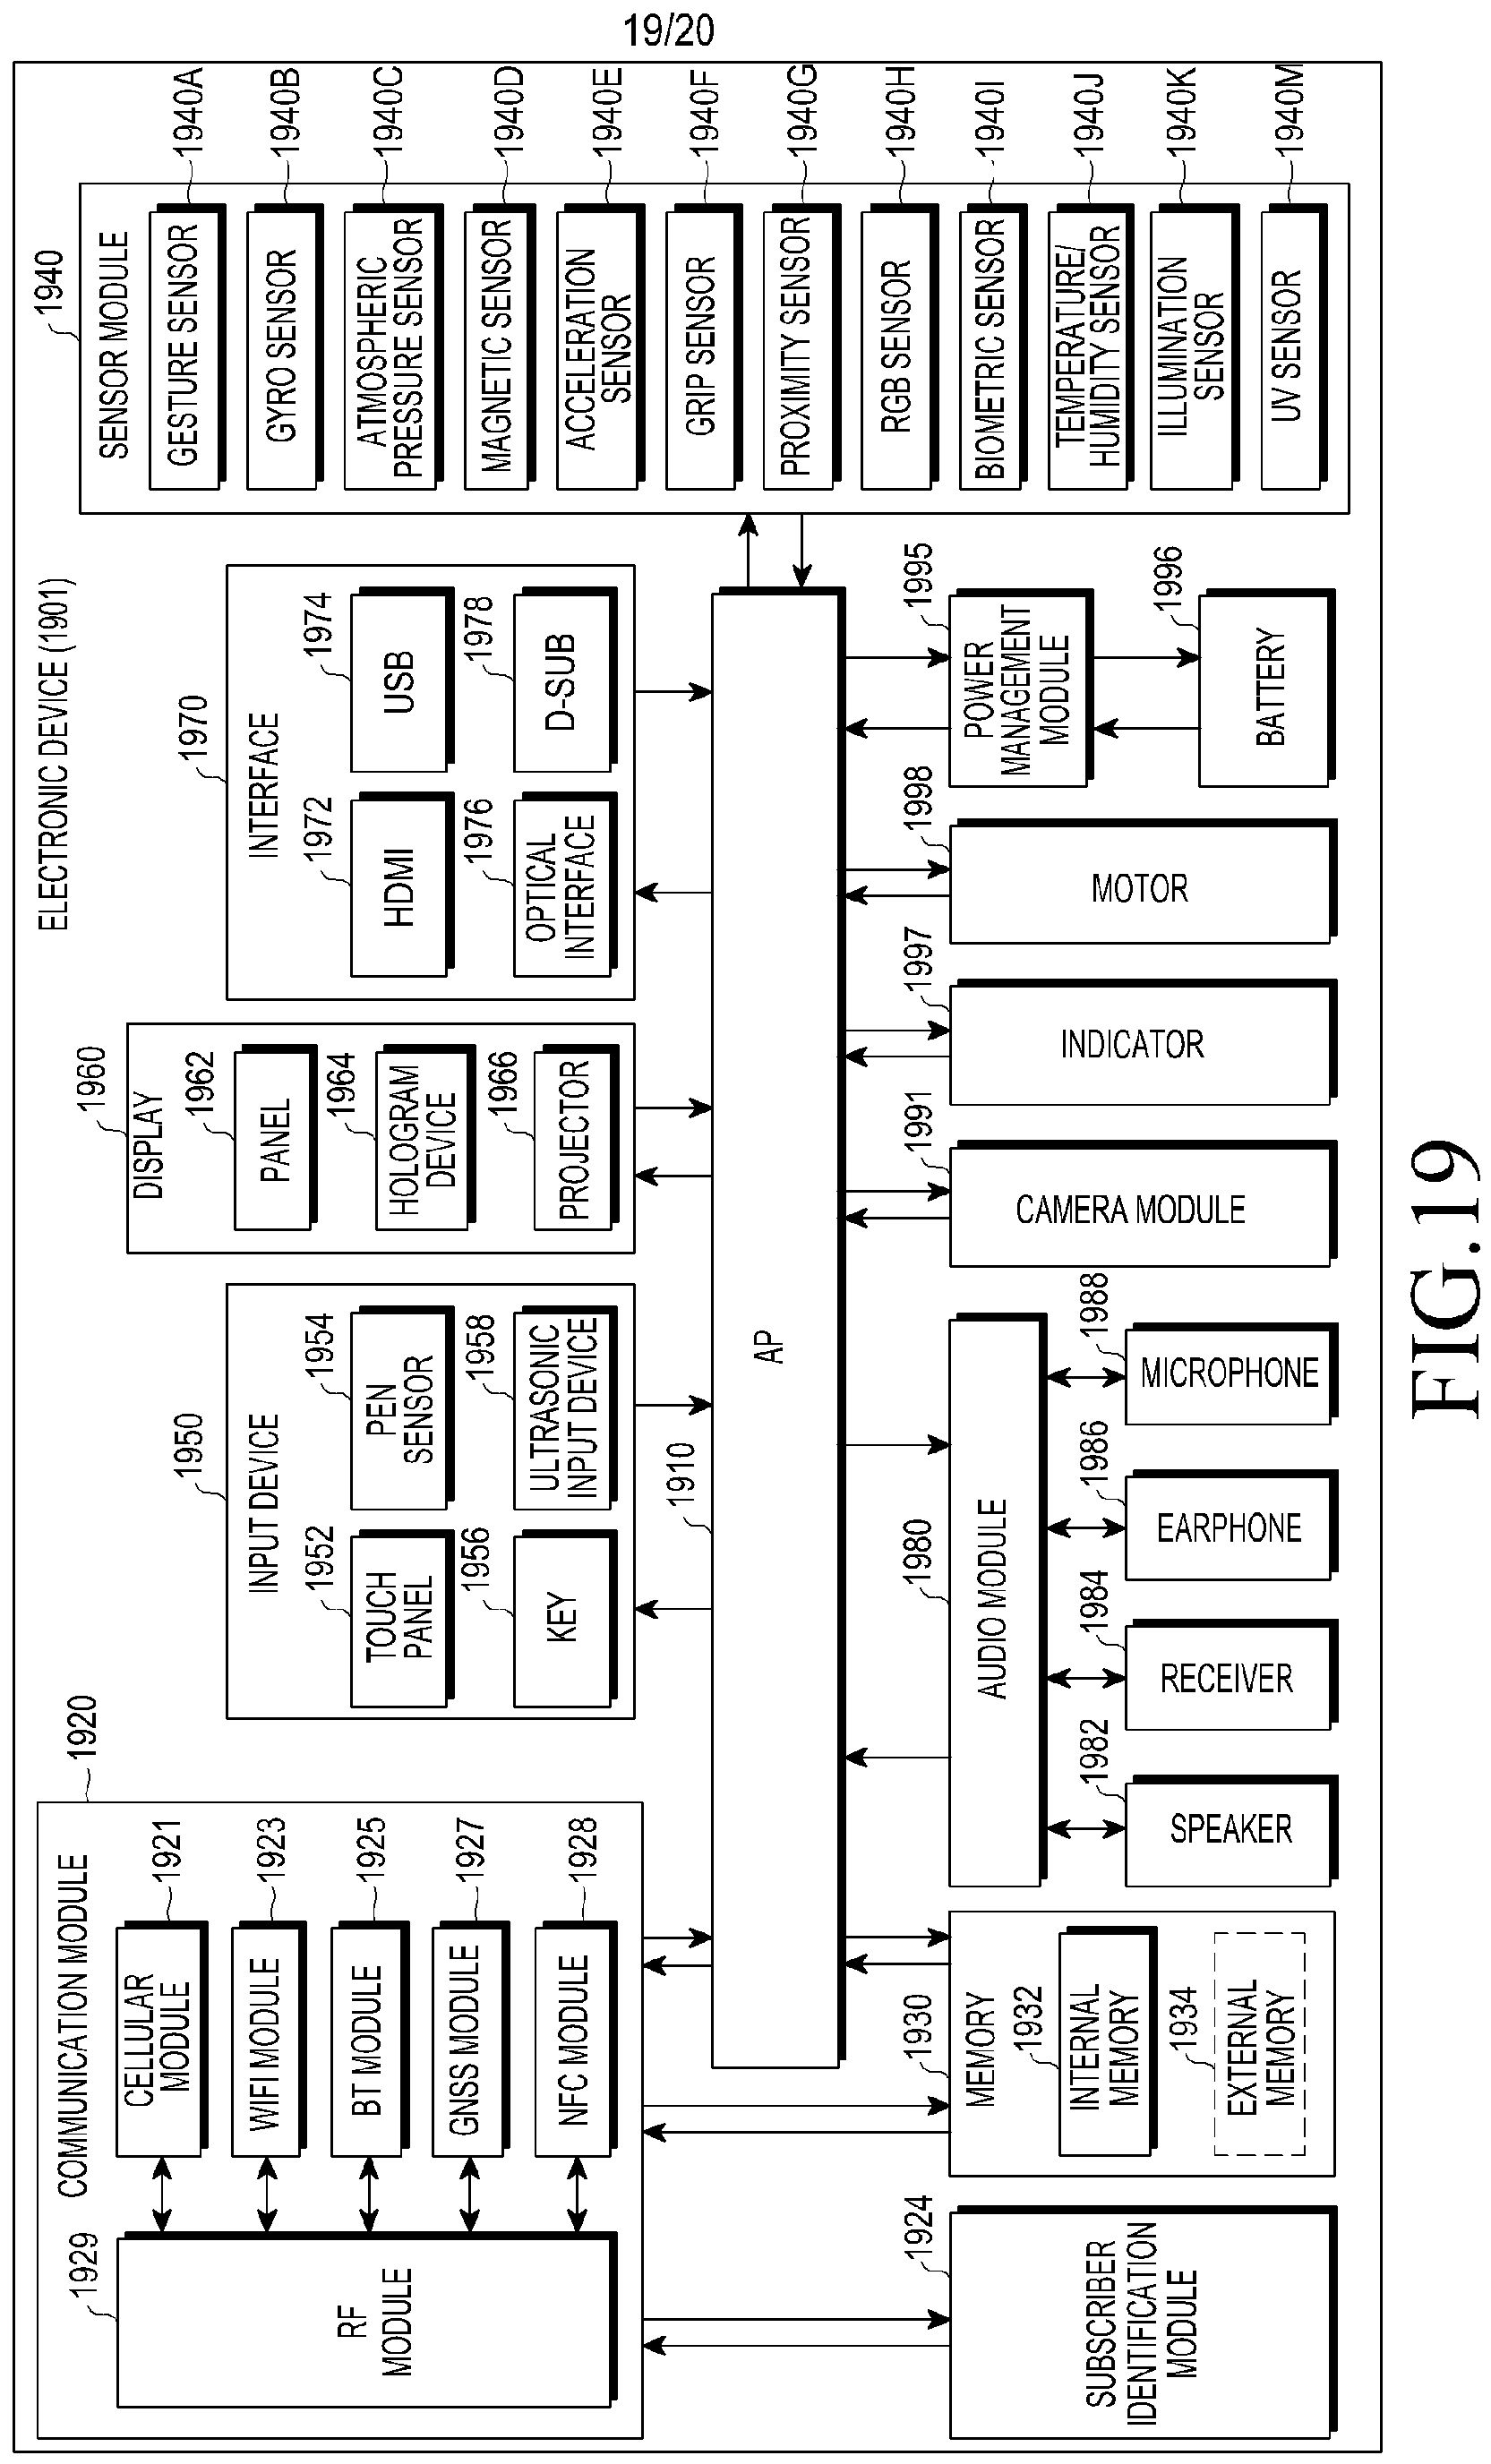 19/20
ELECTRONIC DEVICE (1901)
1920
COMMUNICATION MODULE
1929
RF
MODULE
CELLULAR
MODULE
1921
WIFI MODULE
1923
BT MODULE
1925
GNSS MODULE
1927
NFC MODULE
1928
1950
INPUT DEVICE
1952
TOUCH
PANEL
1954
PEN
SENSOR
1956
KEY
1958
ULTRASONIC
INPUT DEVICE
1960
DISPLAY
1962
PANEL
1964
HOLOGRAM
DEVICE
1966
PROJECTOR
1970
INTERFACE
1972
HDMI
1974
USB
1976
OPTICAL
INTERFACE
1978
D-SUB
1940
SENSOR MODULE
GESTURE SENSOR
1940A
GYRO SENSOR
1940B
ATMOSPHERIC
PRESSURE SENSOR
1940C
MAGNETIC SENSOR
1940D
ACCELERATION
SENSOR
1940E
GRIP SENSOR
1940F
PROXIMITY SENSOR
1940G
RGB SENSOR
1940H
BIOMETRIC SENSOR
1940I
TEMPERATURE/
HUMIDITY SENSOR
1940J
ILLUMINATION
SENSOR
1940K
UV SENSOR
1940M
1910
AP
1924
SUBSCRIBER
IDENTIFICATION
MODULE
1930
MEMORY
1932
INTERNAL
MEMORY
1934
EXTERNAL
MEMORY
1980
AUDIO MODULE
1982
SPEAKER
1984
RECEIVER
1986
EARPHONE
1988
MICROPHONE
1991
CAMERA MODULE
1997
INDICATOR
1998
MOTOR
1995
POWER
MANAGEMENT
MODULE
1996
BATTERY
FIG.19